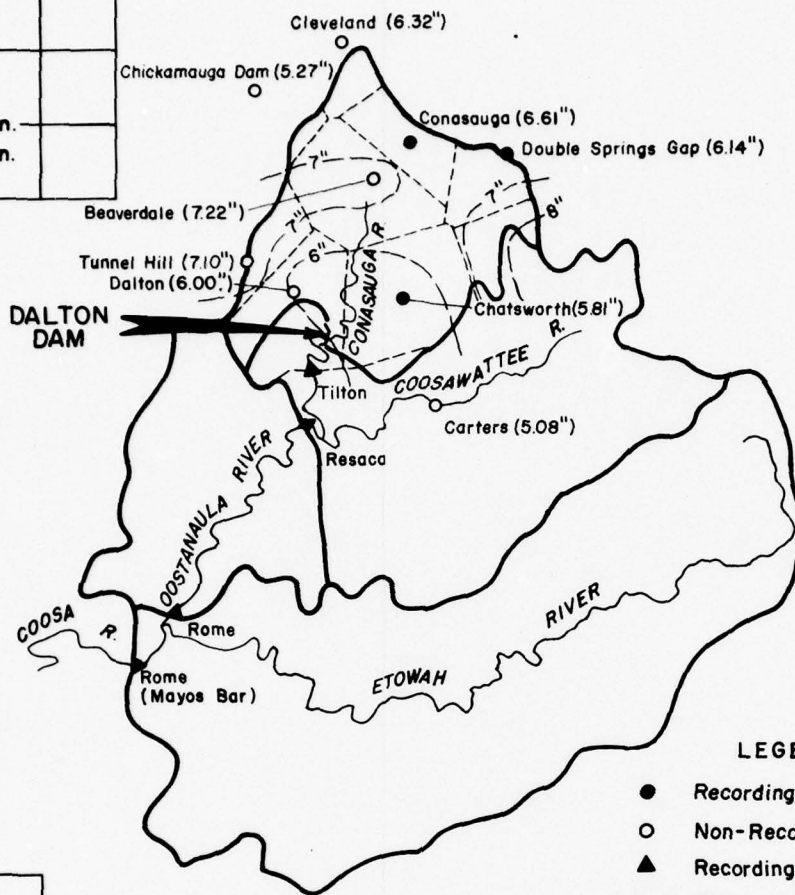 Cleveland (6.32")
Chickamauga Dam (5.27")
n.
n.
Conasauga (6.61")
Double Springs Gap (6.14")
7"
7"
8"
Beaverdale (7.22")
7"
6"
Tunnel Hill (7.10")
Dalton (6.00")
CONASAUGA R.
DALTON
DAM
Chatsworth (5.81")
COOSAWATTEE R.
Tilton
Carters (5.08")
Resaca
OOSTANAULA RIVER
COOSA R.
Rome
Rome
(Mayos Bar)
ETOWAH RIVER
LEGE
Recording
Non-Reco
Recording